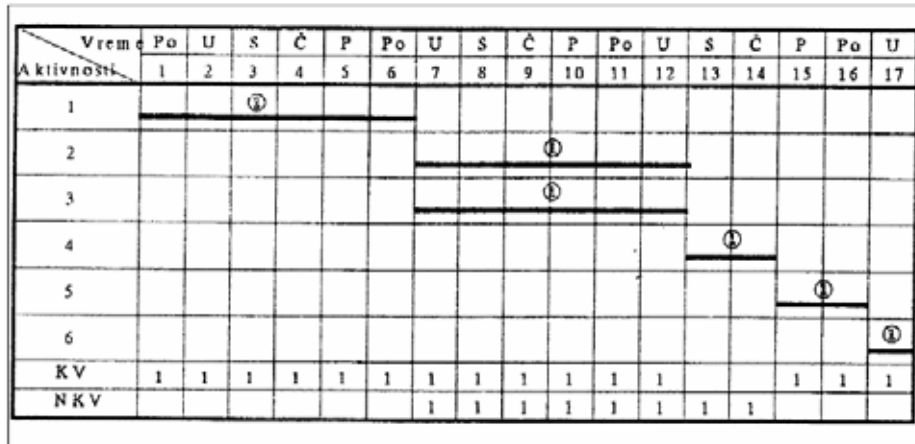 Vreme Po U S Č P Po U S Č P Po U S Č P Po U
Aktivnosti 1 2 3 4 5 6 7 8 9 10 11 12 13 14 15 16 17
1 ①
2 ①
3 ①
4 ①
5 ①
6 ①
KV 1 1 1 1 1 1 1 1 1 1 1 1 1 1 1
NKV 1 1 1 1 1 1 1 1